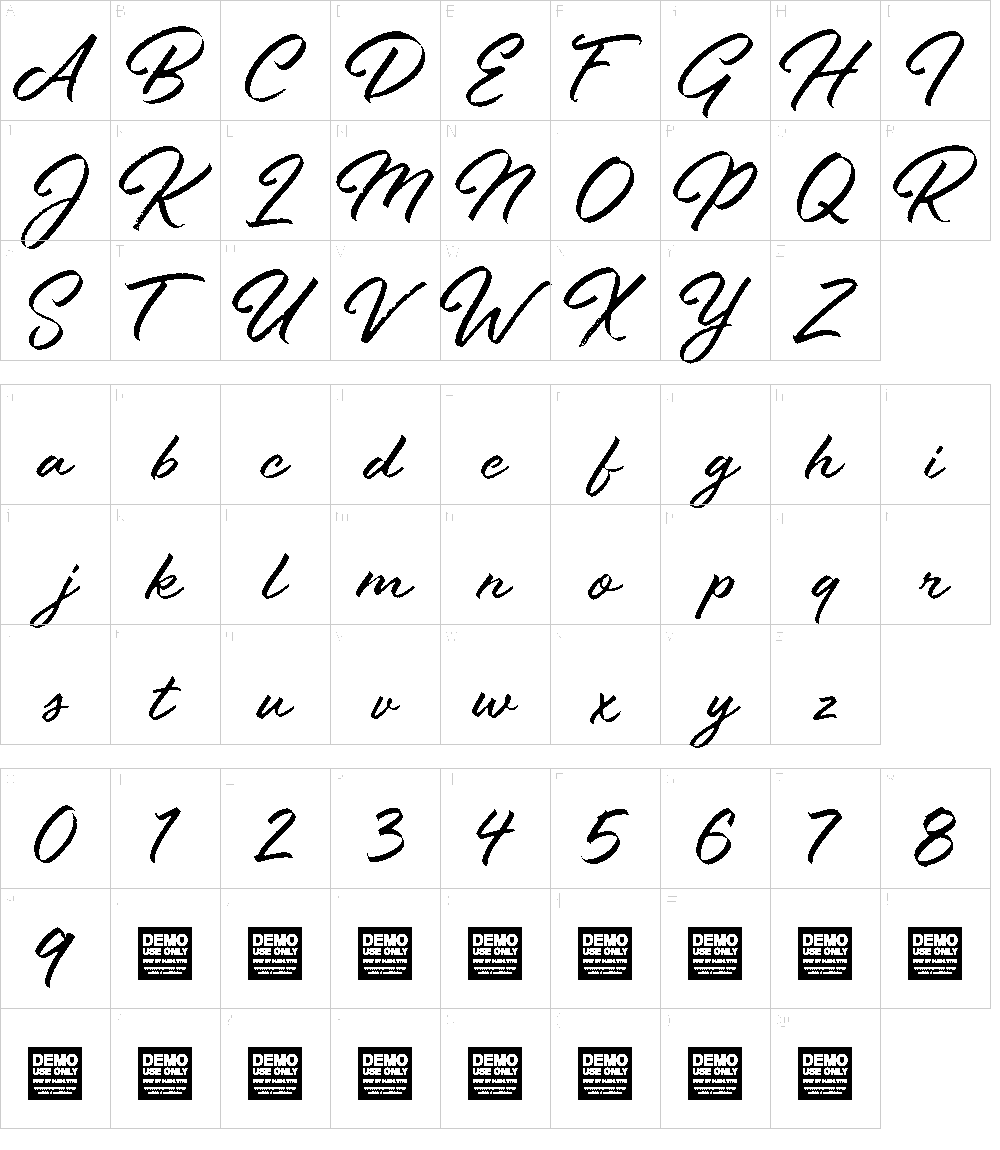 A B C D E F G H I
J K L M N O P Q R
S T U V W X Y Z
a b c d e f g h i
j k l m n o p q r
s t u v w x y z
0 1 2 3 4 5 6 7 8
9 DEMO DEMO DEMO DEMO DEMO DEMO DEMO DEMO
USE ONLY USE ONLY USE ONLY USE ONLY USE ONLY USE ONLY USE ONLY USE ONLY
DEMO DEMO DEMO DEMO DEMO DEMO DEMO DEMO
USE ONLY USE ONLY USE ONLY USE ONLY USE ONLY USE ONLY USE ONLY USE ONLY